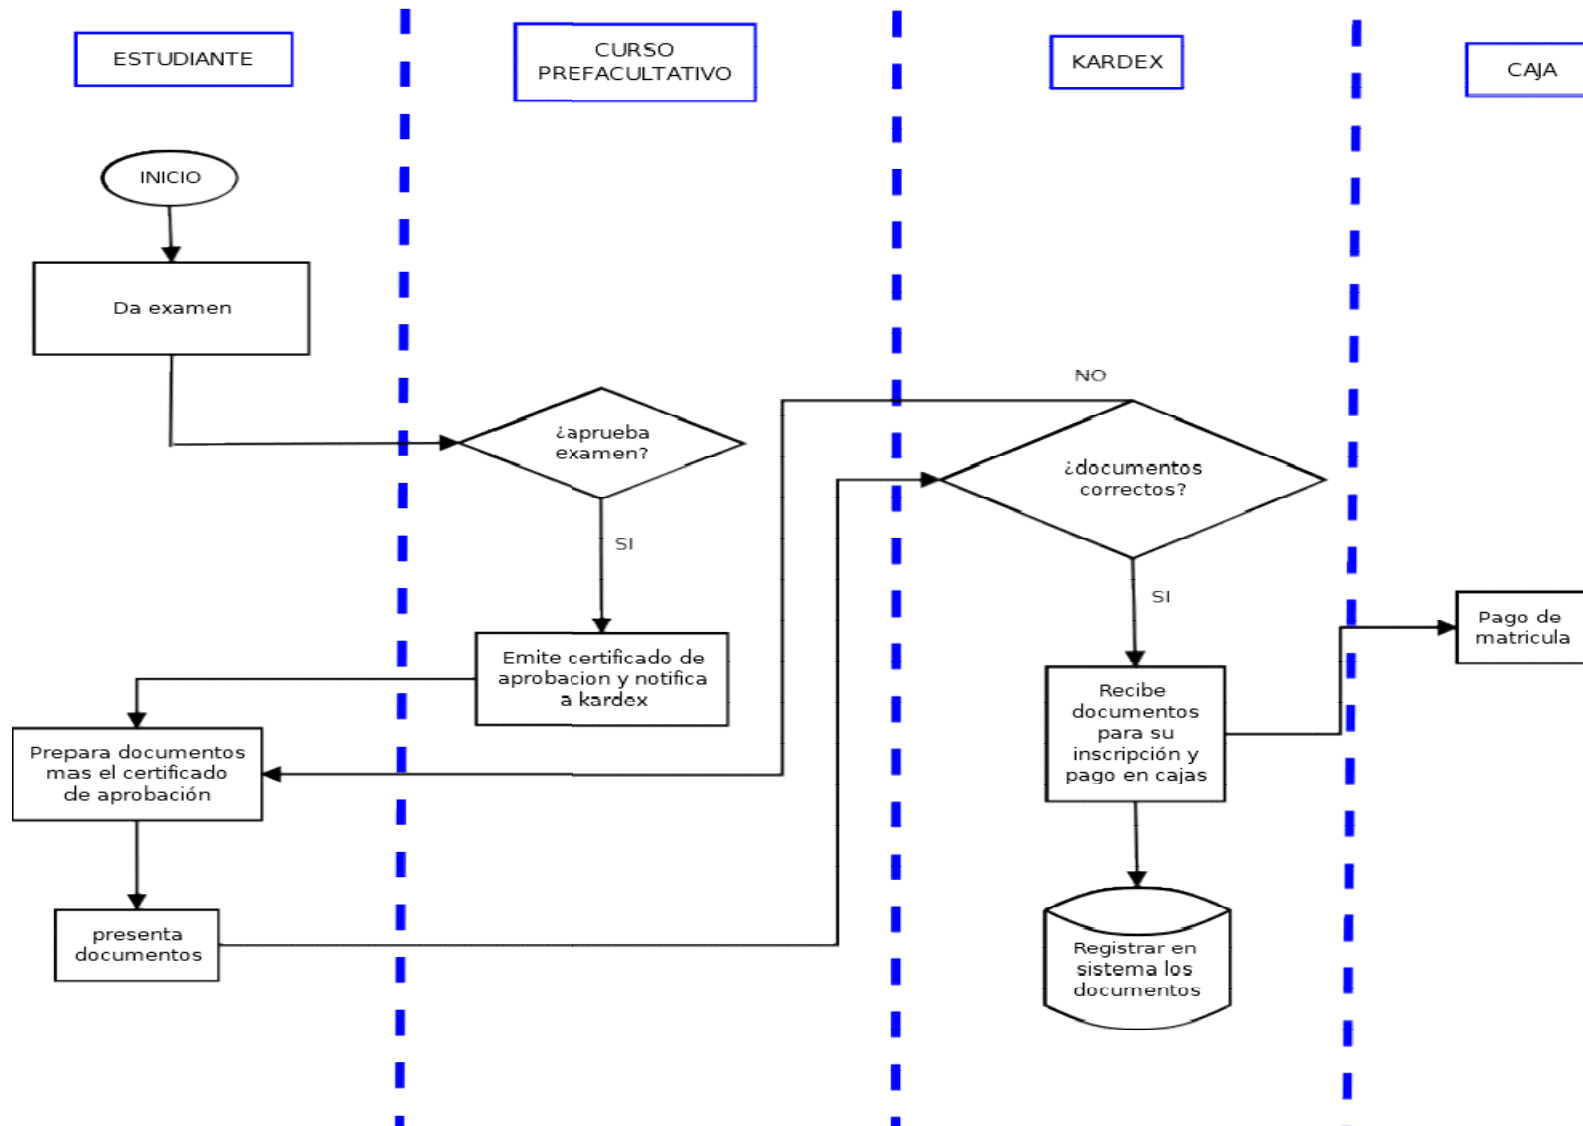 ESTUDIANTE
CURSO
PREFACULTATIVO
KARDEX
CAJA
INICIO
Da examen
¿aprueba
examen?
SI
Emite certificado de
aprobacion y notifica
a kardex
Prepara documentos
mas el certificado
de aprobación
presenta
documentos
NO
¿documentos
correctos?
SI
Recibe
documentos
para su
inscripción y
pago en cajas
Registrar en
sistema los
documentos
Pago de
matricula